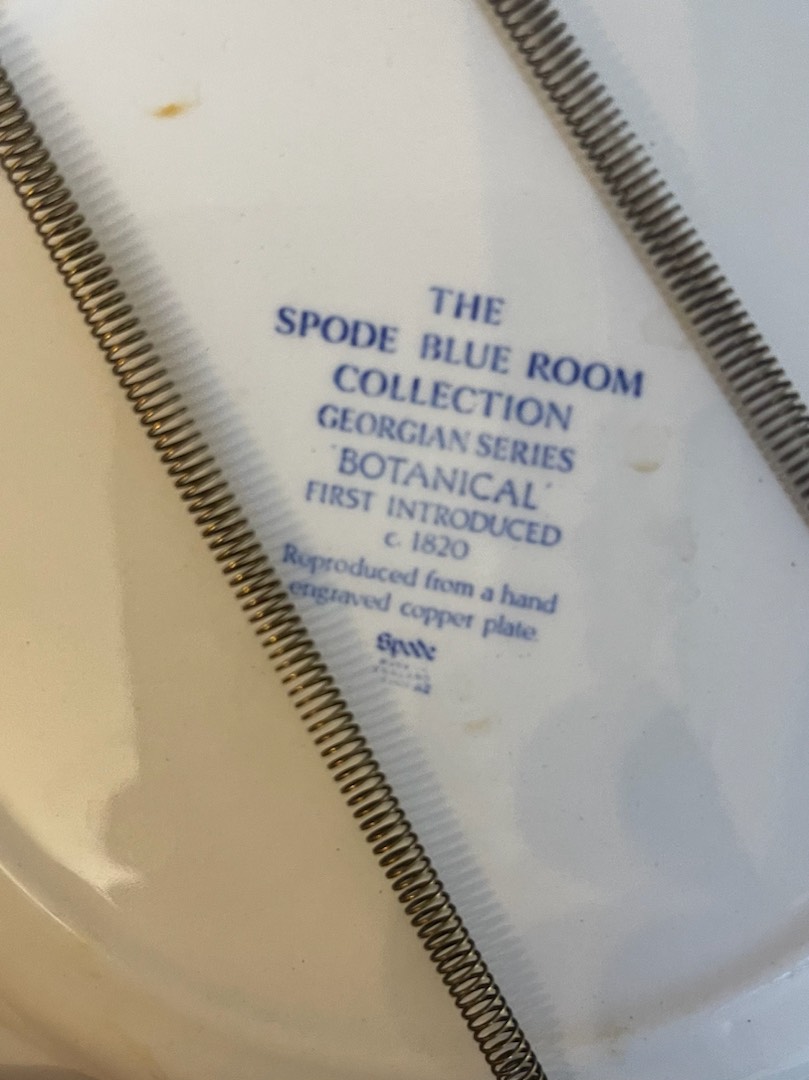 THE
SPODE BLUE ROOM
COLLECTION
GEORGIAN SERIES
'BOTANICAL'
FIRST INTRODUCED
c. 1820
Reproduced from a hand
engraved copper plate
Spode